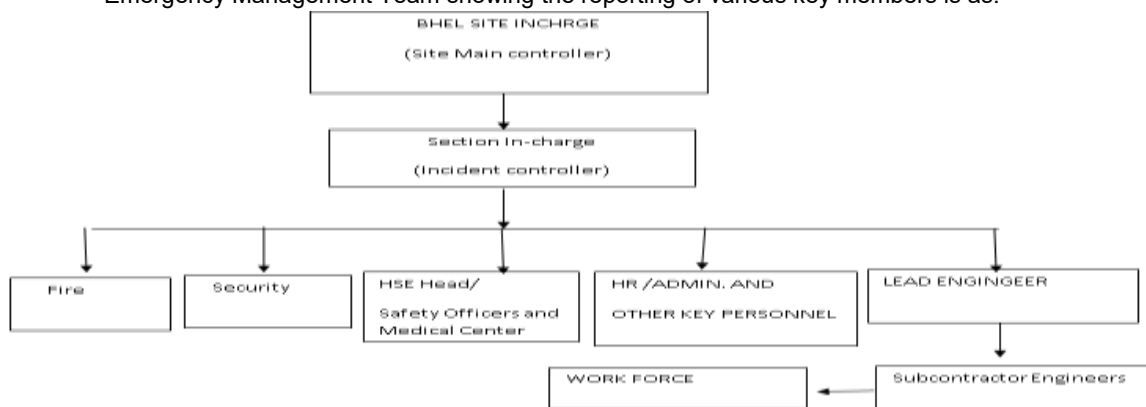 Emergency Management Team showing the reporting of various key members is as:
BHEL SITE INCHRGE
(Site Main controller)
Section In-charge
(Incident controller)
Fire
Security
HSE Head/
Safety Officers and
Medical Center
HR /ADMIN. AND
OTHER KEY PERSONNEL
LEAD ENGINGEER
Subcontractor Engineers
WORK FORCE